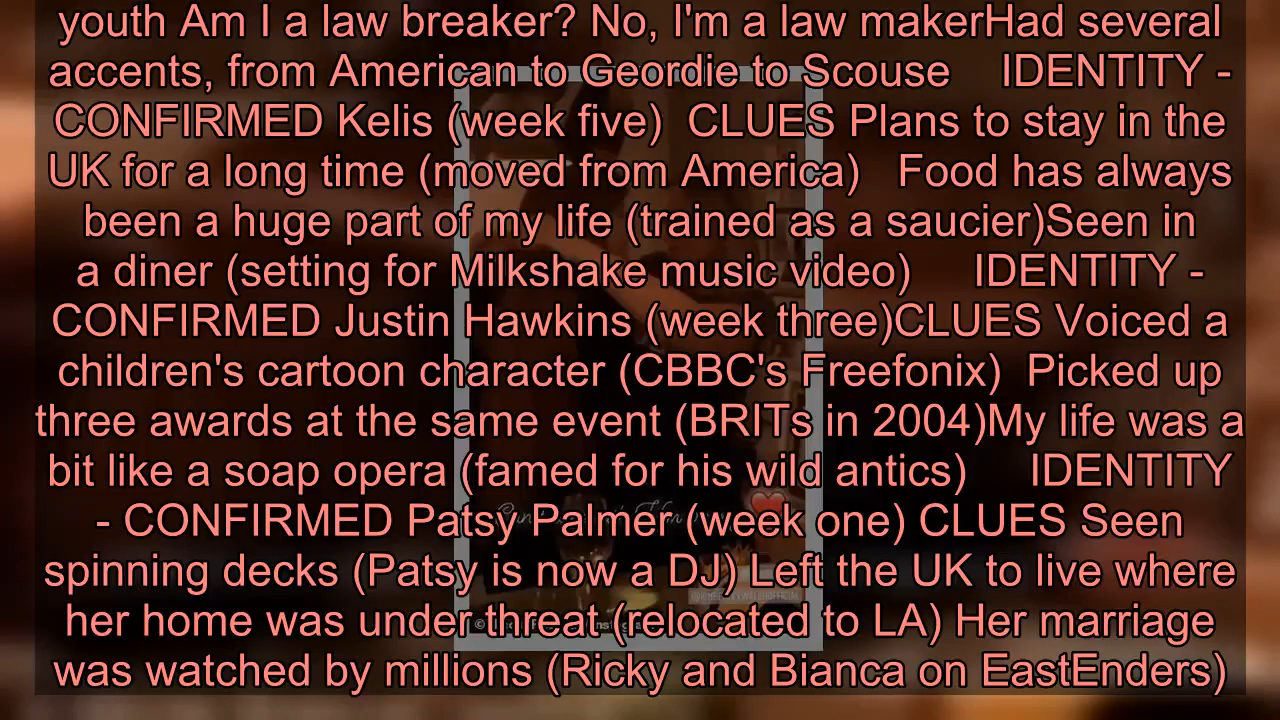 youth Am I a law breaker? No, I'm a law makerHad several
accents, from American to Geordie to Scouse    IDENTITY -
CONFIRMED Kelis (week five)  CLUES Plans to stay in the
UK for a long time (moved from America)   Food has always
been a huge part of my life (trained as a saucier)Seen in
a diner (setting for Milkshake music video)      IDENTITY -
CONFIRMED Justin Hawkins (week three)CLUES Voiced a
children's cartoon character (CBBC's Freefonix)  Picked up
three awards at the same event (BRITs in 2004)My life was a
bit like a soap opera (famed for his wild antics)      IDENTITY
- CONFIRMED Patsy Palmer (week one) CLUES Seen
spinning decks (Patsy is now a DJ) Left the UK to live where
her home was under threat (relocated to LA) Her marriage
was watched by millions (Ricky and Bianca on EastEnders)